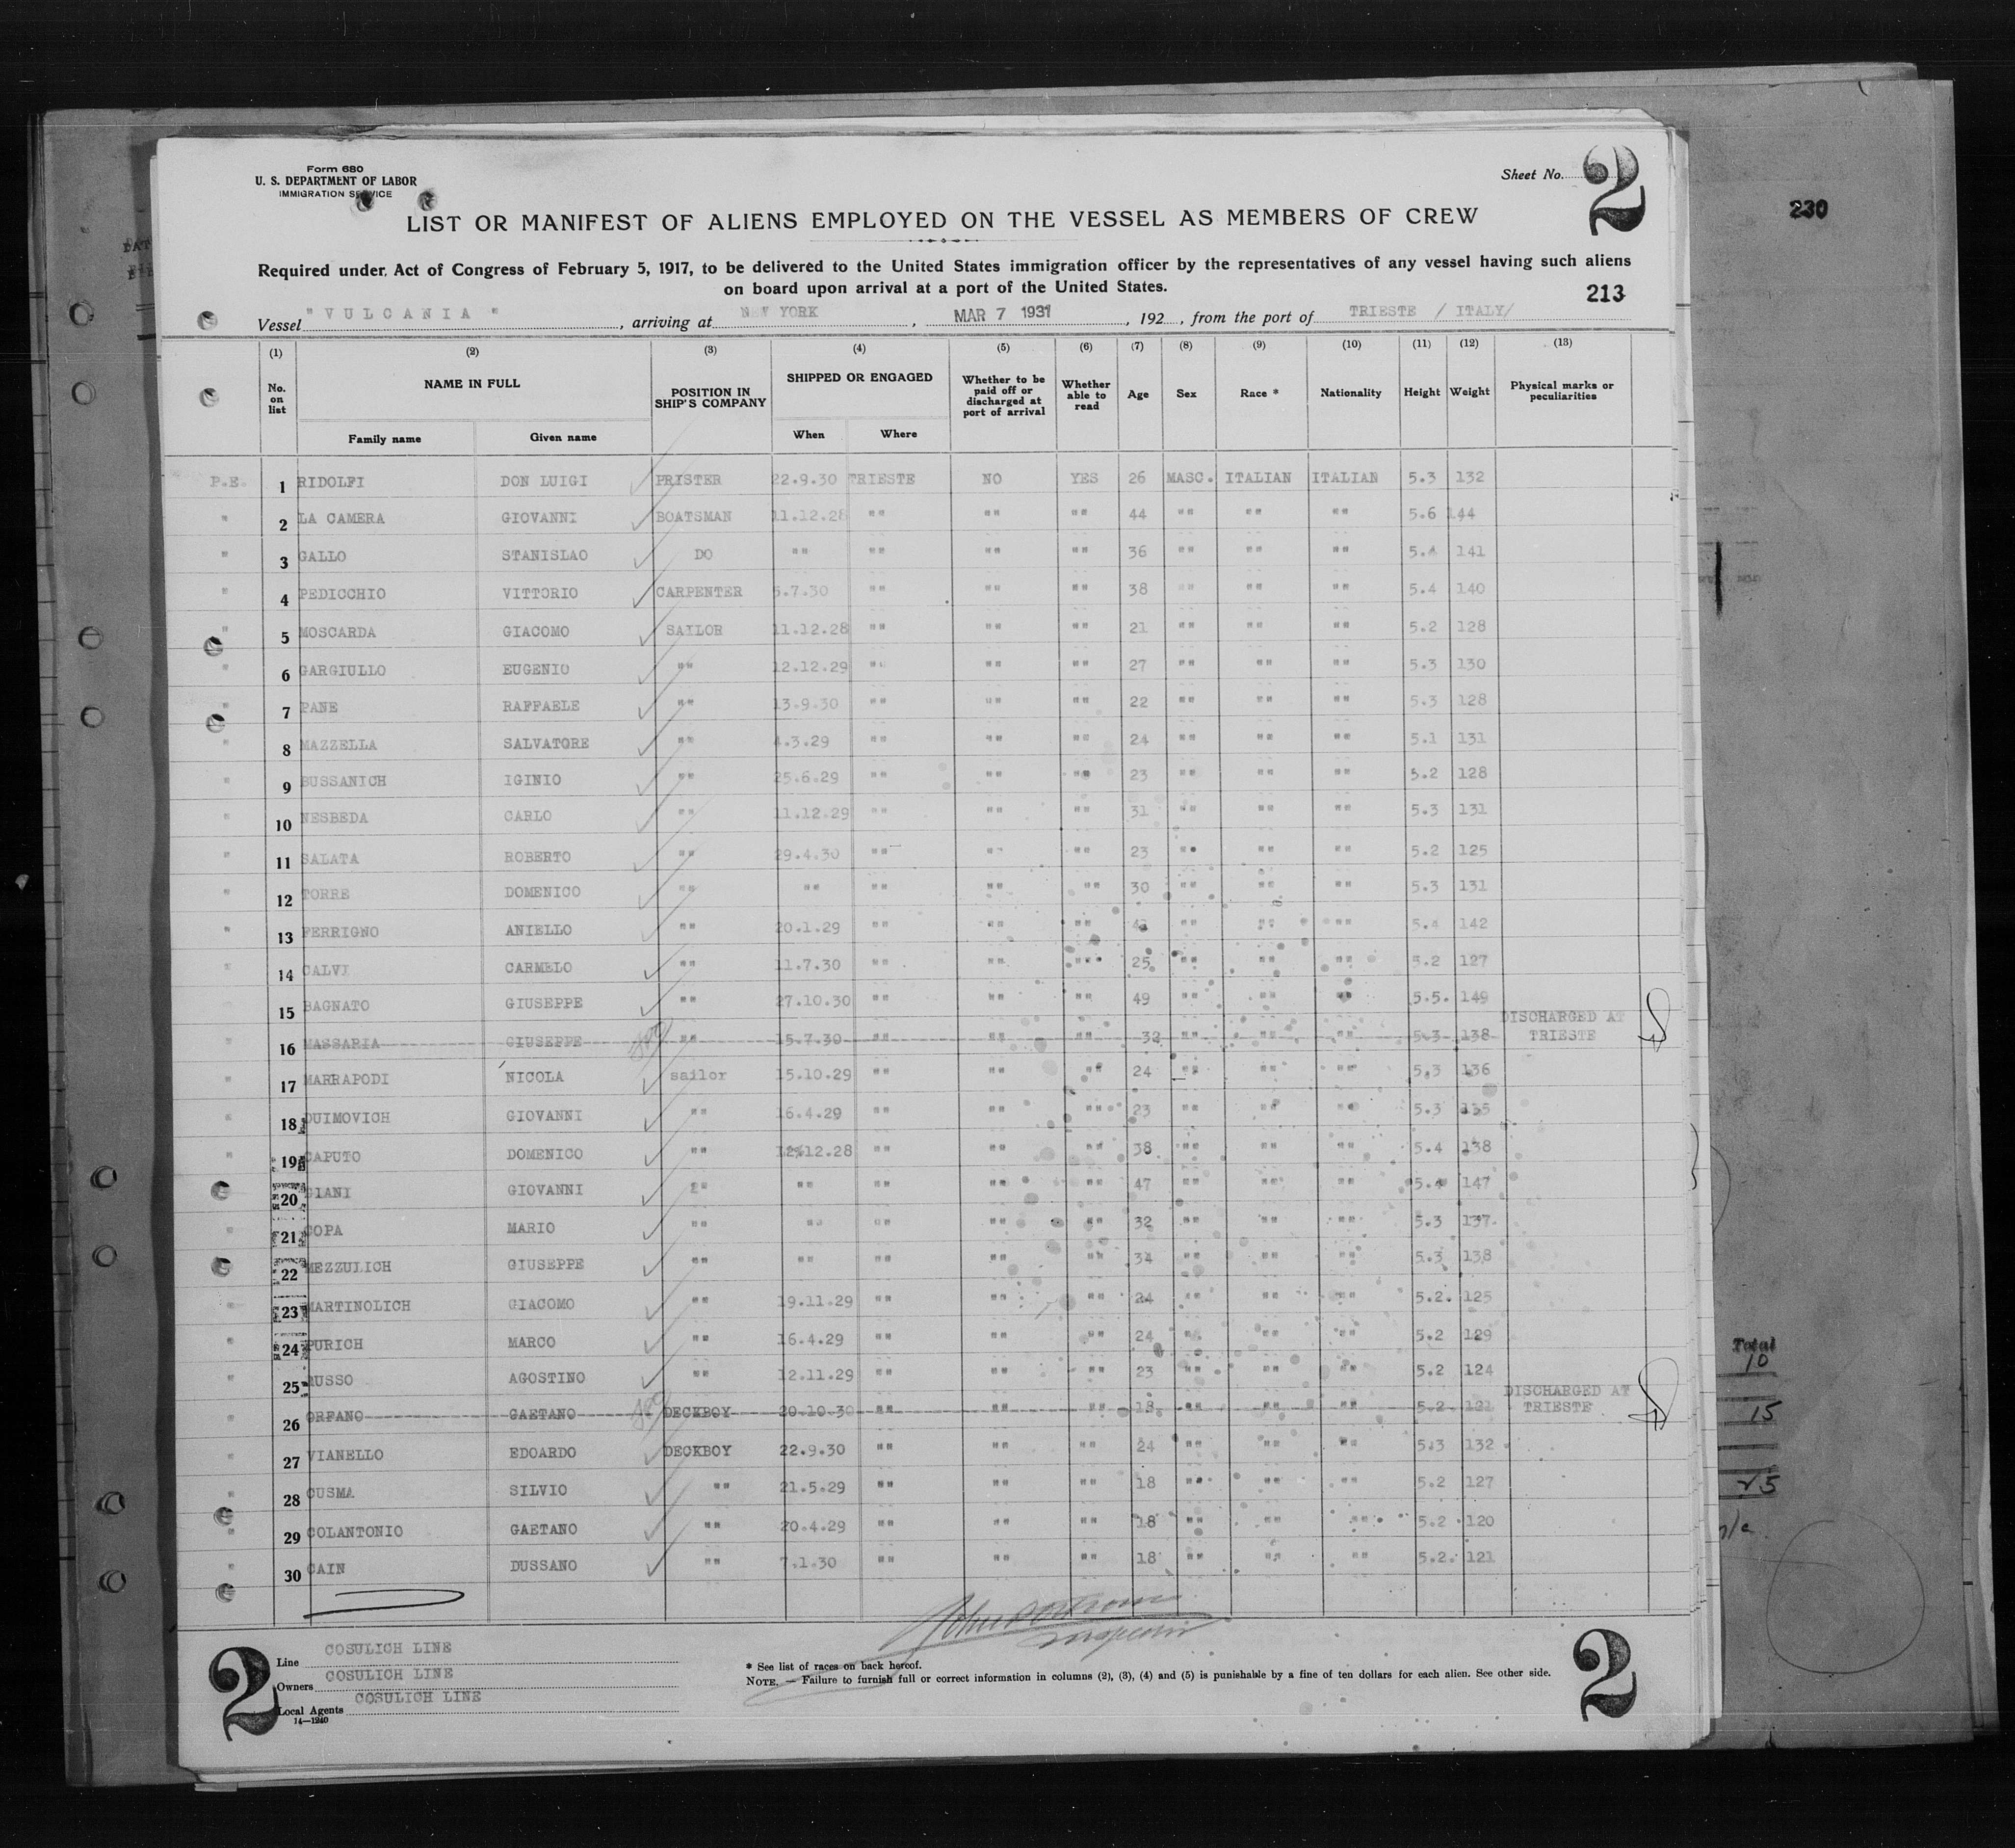 Form 680
U. S. DEPARTMENT OF LABOR
IMMIGRATION SERVICE
Sheet No. 2
230
LIST OR MANIFEST OF ALIENS EMPLOYED ON THE VESSEL AS MEMBERS OF CREW
Required under Act of Congress of February 5, 1917, to be delivered to the United States immigration officer by the representatives of any vessel having such aliens
on board upon arrival at a port of the United States.
213
Vessel "VULCANIA", arriving at NEW YORK, MAR 7 1931, 192, from the port of TRIESTE / ITALY/
(1) (2) (3) (4) (5) (6) (7) (8) (9) (10) (11) (12) (13)
No. on list NAME IN FULL POSITION IN SHIP'S COMPANY SHIPPED OR ENGAGED Whether to be paid off or discharged at port of arrival Whether able to read Age Sex Race * Nationality Height Weight Physical marks or peculiarities
Family name Given name When Where
P.E. 1 RIDOLFI DON LUIGI PRISTER 22.9.30 TRIESTE NO YES 26 MASC. ITALIAN ITALIAN 5.3 132
" 2 LA CAMERA GIOVANNI BOATSMAN 11.12.28 "" "" "" 44 "" "" "" 5.6 144
" 3 GALLO STANISLAO DO "" "" "" "" 36 "" "" "" 5.4 141
" 4 PEDICCHIO VITTORIO CARPENTER 5.7.30 "" "" "" 38 "" "" "" 5.4 140
" 5 MOSCARDA GIACOMO SAILOR 11.12.28 "" "" "" 21 "" "" "" 5.2 128
" 6 GARGIULLO EUGENIO "" 12.12.29 "" "" "" 27 "" "" "" 5.3 130
" 7 PANE RAFFAELE "" 13.9.30 "" "" "" 22 "" "" "" 5.3 128
" 8 MAZZELLA SALVATORE "" 4.3.29 "" "" "" 24 "" "" "" 5.1 131
" 9 BUSSANICH IGINIO "" 25.6.29 "" "" "" 23 "" "" "" 5.2 128
" 10 NESBEDA CARLO "" 11.12.29 "" "" "" 31 "" "" "" 5.3 131
" 11 SALATA ROBERTO "" 29.4.30 "" "" "" 23 "" "" "" 5.2 125
" 12 TORRE DOMENICO "" "" "" "" "" 30 "" "" "" 5.3 131
" 13 FERRIGNO ANIELLO "" 20.1.29 "" "" "" "" "" "" 5.4 142
" 14 CALVI CARMELO "" 11.7.30 "" "" "" 25 "" "" "" 5.2 127
" 15 BAGNATO GIUSEPPE "" 27.10.30 "" "" "" 49 "" "" "" 5.5. 149
" 16 MASSARIA GIUSEPPE "" 15.7.30 "" "" "" 32 "" "" "" 5.3 138 DISCHARGED AT TRIESTE
" 17 MARRAPODI NICOLA sailor 15.10.29 "" "" "" 24 "" "" "" 5.3 136
" 18 DUIMOVICH GIOVANNI "" 16.4.29 "" "" "" 23 "" "" "" 5.3
" 19 CAPUTO DOMENICO "" "" "" "" 38 "" "" "" 5.4 138
" 20 GIANI GIOVANNI "" "" "" "" 47 "" "" "" 5.4 147
" 21 COPA MARIO "" "" "" "" "" 32 "" "" "" 5.3 137
" 22 MEZZULICH GIUSEPPE "" "" "" "" "" 34 "" "" "" 5.3 138
" 23 MARTINOLICH GIACOMO "" 19.11.29 "" "" "" 24 "" "" "" 5.2. 125
" 24 PURICH MARCO "" 16.4.29 "" "" "" 24 "" "" "" 5.2 129
" 25 RUSSO AGOSTINO "" 12.11.29 "" "" "" 23 "" "" "" 5.2 124
" 26 ORFANO GAETANO DECKBOY 20.10.30 "" "" "" 18 "" "" "" 5.2 121 DISCHARGED AT TRIESTE
" 27 VIANELLO EDOARDO DECKBOY 22.9.30 "" "" "" 24 "" "" "" 5.3 132
" 28 CUSMA SILVIO "" 21.5.29 "" "" "" 18 "" "" "" 5.2 127
" 29 COLANTONIO GAETANO "" 20.4.29 "" "" "" 18 "" "" "" 5.2 120
" 30 CAIN DUSSANO "" 7.1.30 "" "" "" 18 "" "" "" 5.2. 121
Total
10
15
25
2
Line COSULICH LINE
Owners COSULICH LINE
Local Agents COSULICH LINE
14—1240
* See list of races on back hereof.
NOTE. — Failure to furnish full or correct information in columns (2), (3), (4) and (5) is punishable by a fine of ten dollars for each alien. See other side.
2